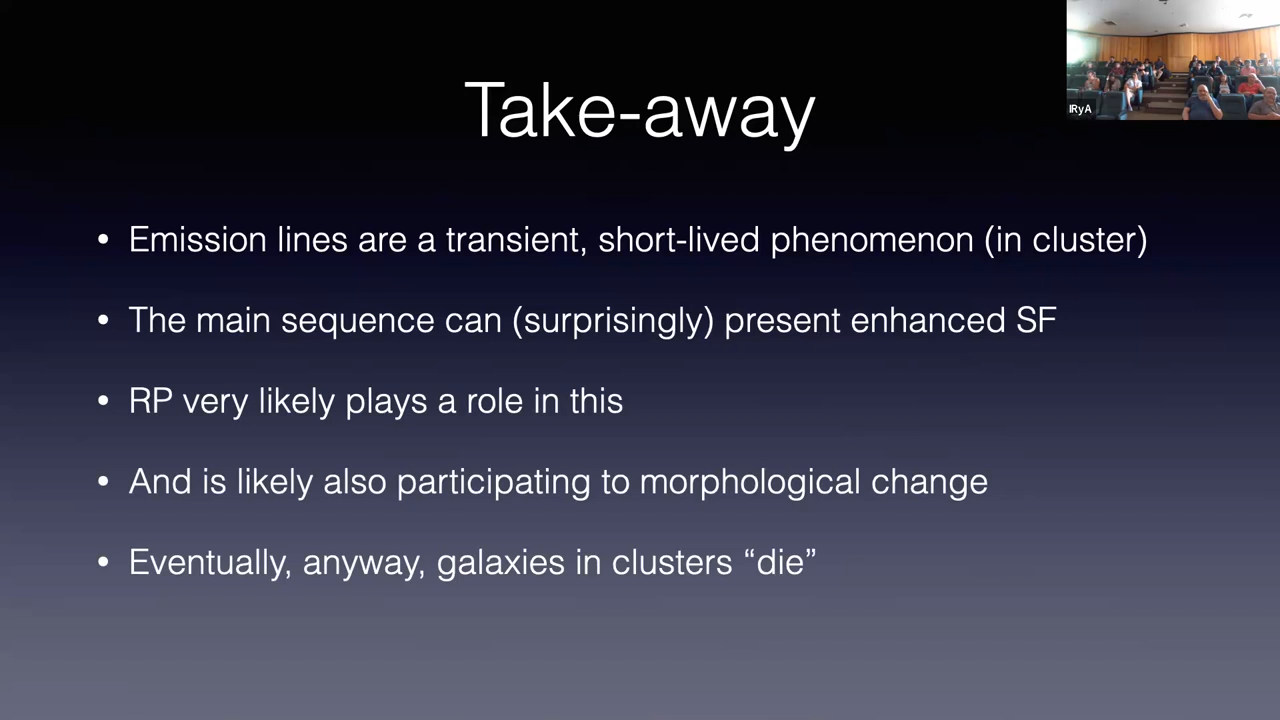 IRyA
Take-away
• Emission lines are a transient, short-lived phenomenon (in cluster)
• The main sequence can (surprisingly) present enhanced SF
• RP very likely plays a role in this
• And is likely also participating to morphological change
• Eventually, anyway, galaxies in clusters “die”